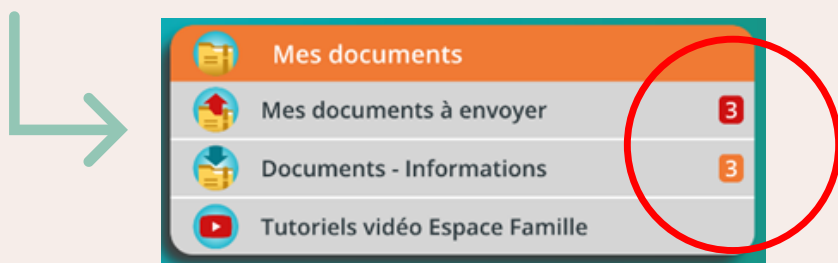 Mes documents
Mes documents à envoyer 3
Documents - Informations 3
Tutoriels vidéo Espace Famille